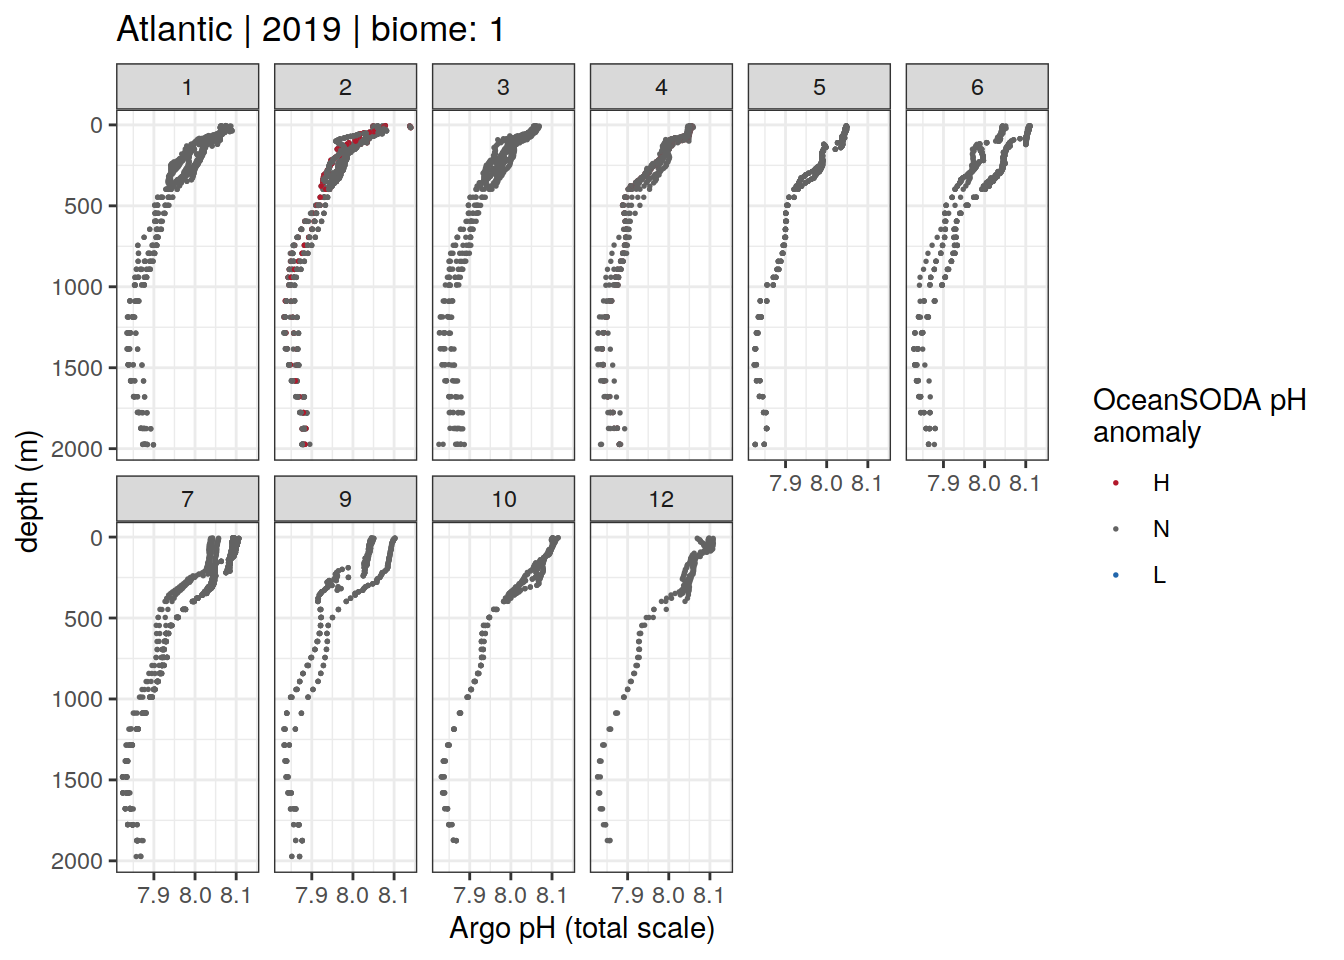 Atlantic | 2019 | biome: 1
1 2 3 4 5 6
0
500
1000
1500
2000
7.9 8.0 8.1 7.9 8.0 8.1
7 9 10 12
0
500
1000
1500
2000
7.9 8.0 8.1 7.9 8.0 8.1 7.9 8.0 8.1 7.9 8.0 8.1
Argo pH (total scale)
depth (m)
OceanSODA pH
anomaly
H
N
L